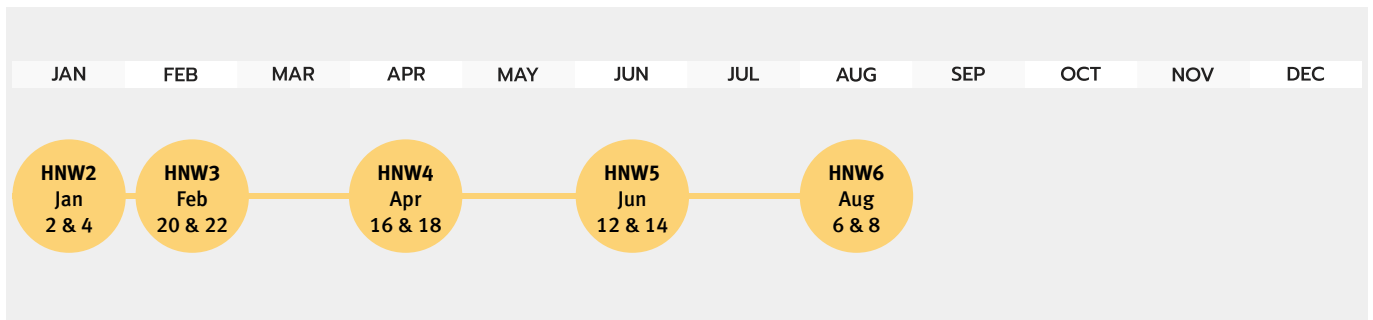 JAN FEB MAR APR MAY JUN JUL AUG SEP OCT NOV DEC
HNW2
Jan
2 & 4
HNW3
Feb
20 & 22
HNW4
Apr
16 & 18
HNW5
Jun
12 & 14
HNW6
Aug
6 & 8